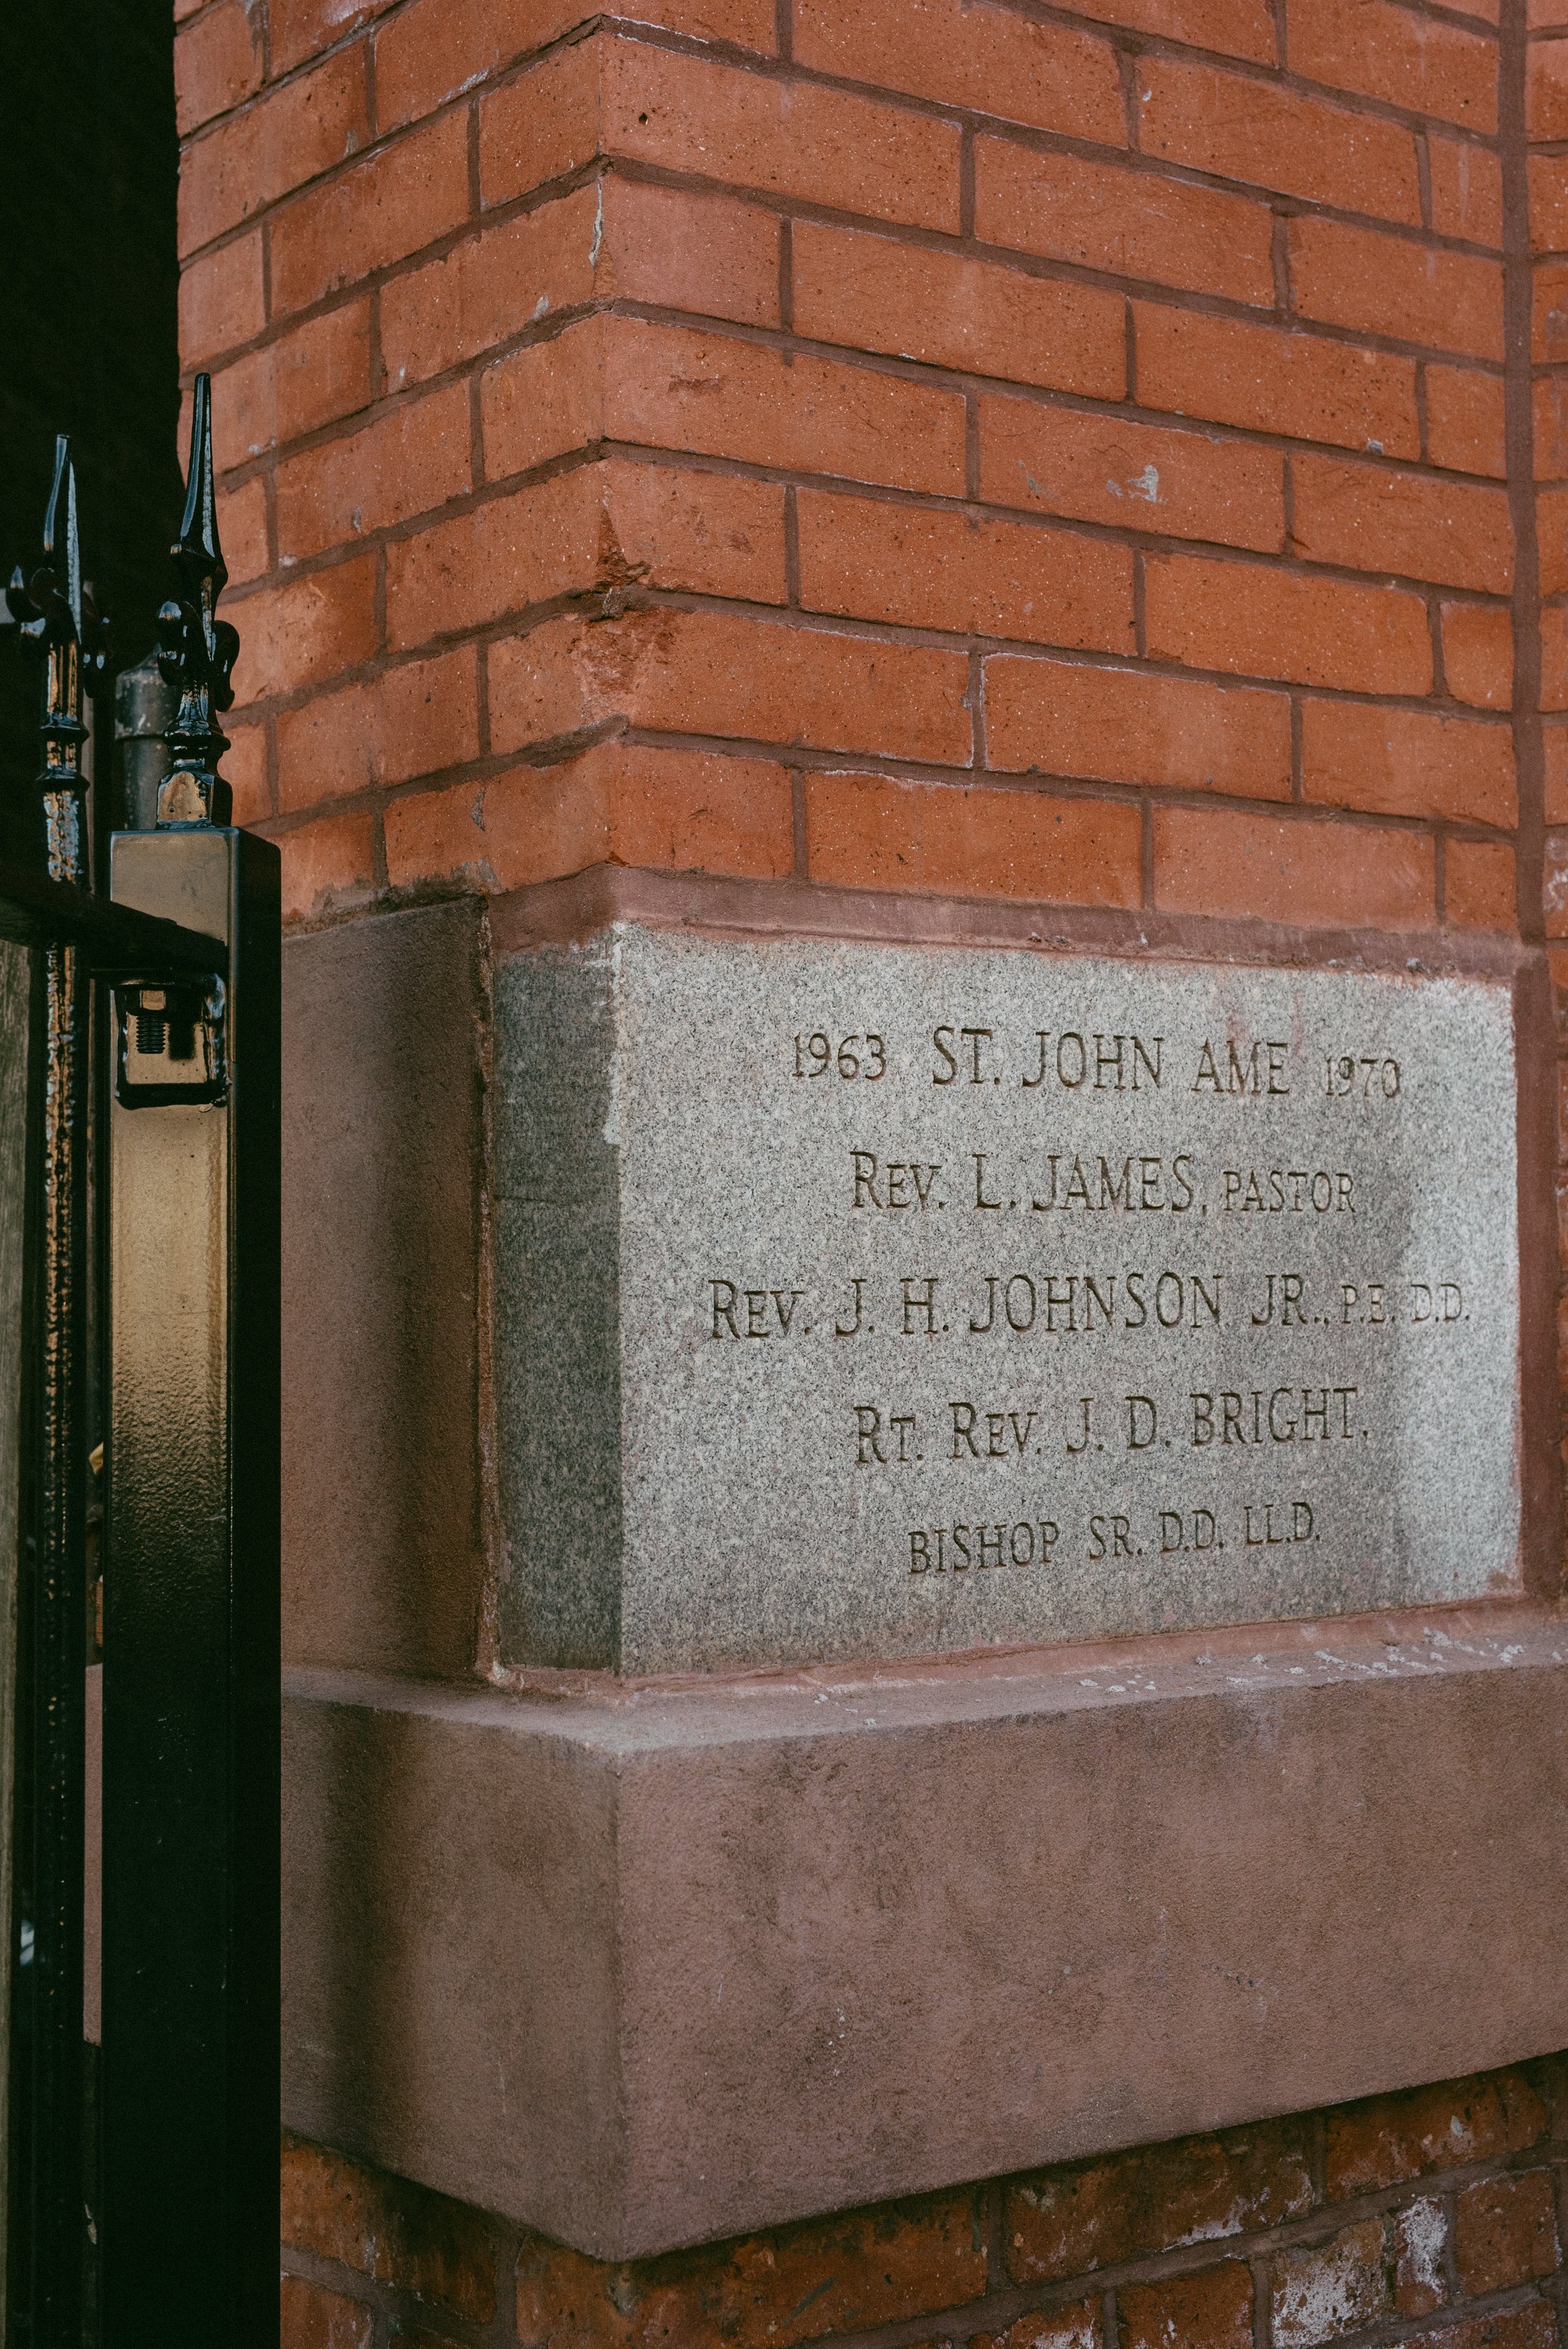 1963 ST. JOHN AME 1970
REV. L. JAMES, PASTOR
REV. J. H. JOHNSON JR., P.E. D.D.
RT. REV. J. D. BRIGHT.
BISHOP SR. D.D. LL.D.